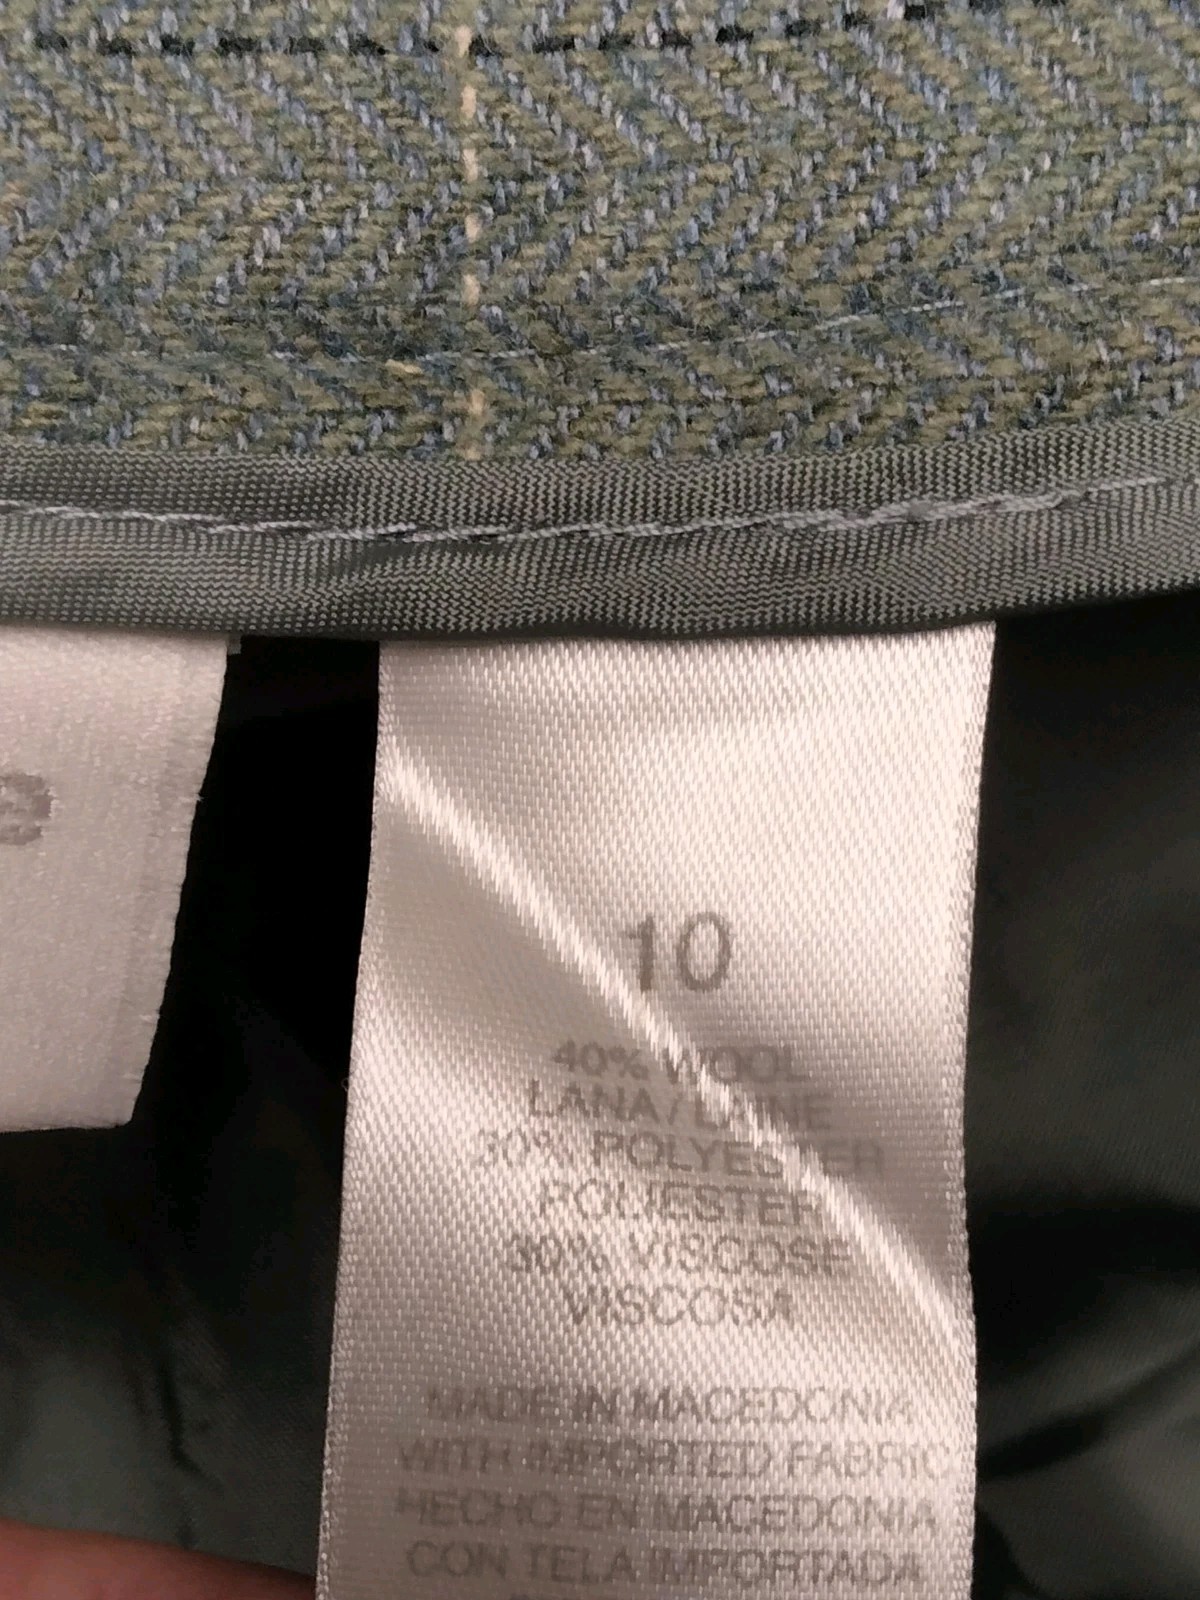 10
40% WOOL
LANA/LAINE
30% POLYESTER
POLIESTER
30% VISCOSE
VISCOSA
MADE IN MACEDONIA
WITH IMPORTED FABRIC
HECHO EN MACEDONIA
CON TELA IMPORTADA